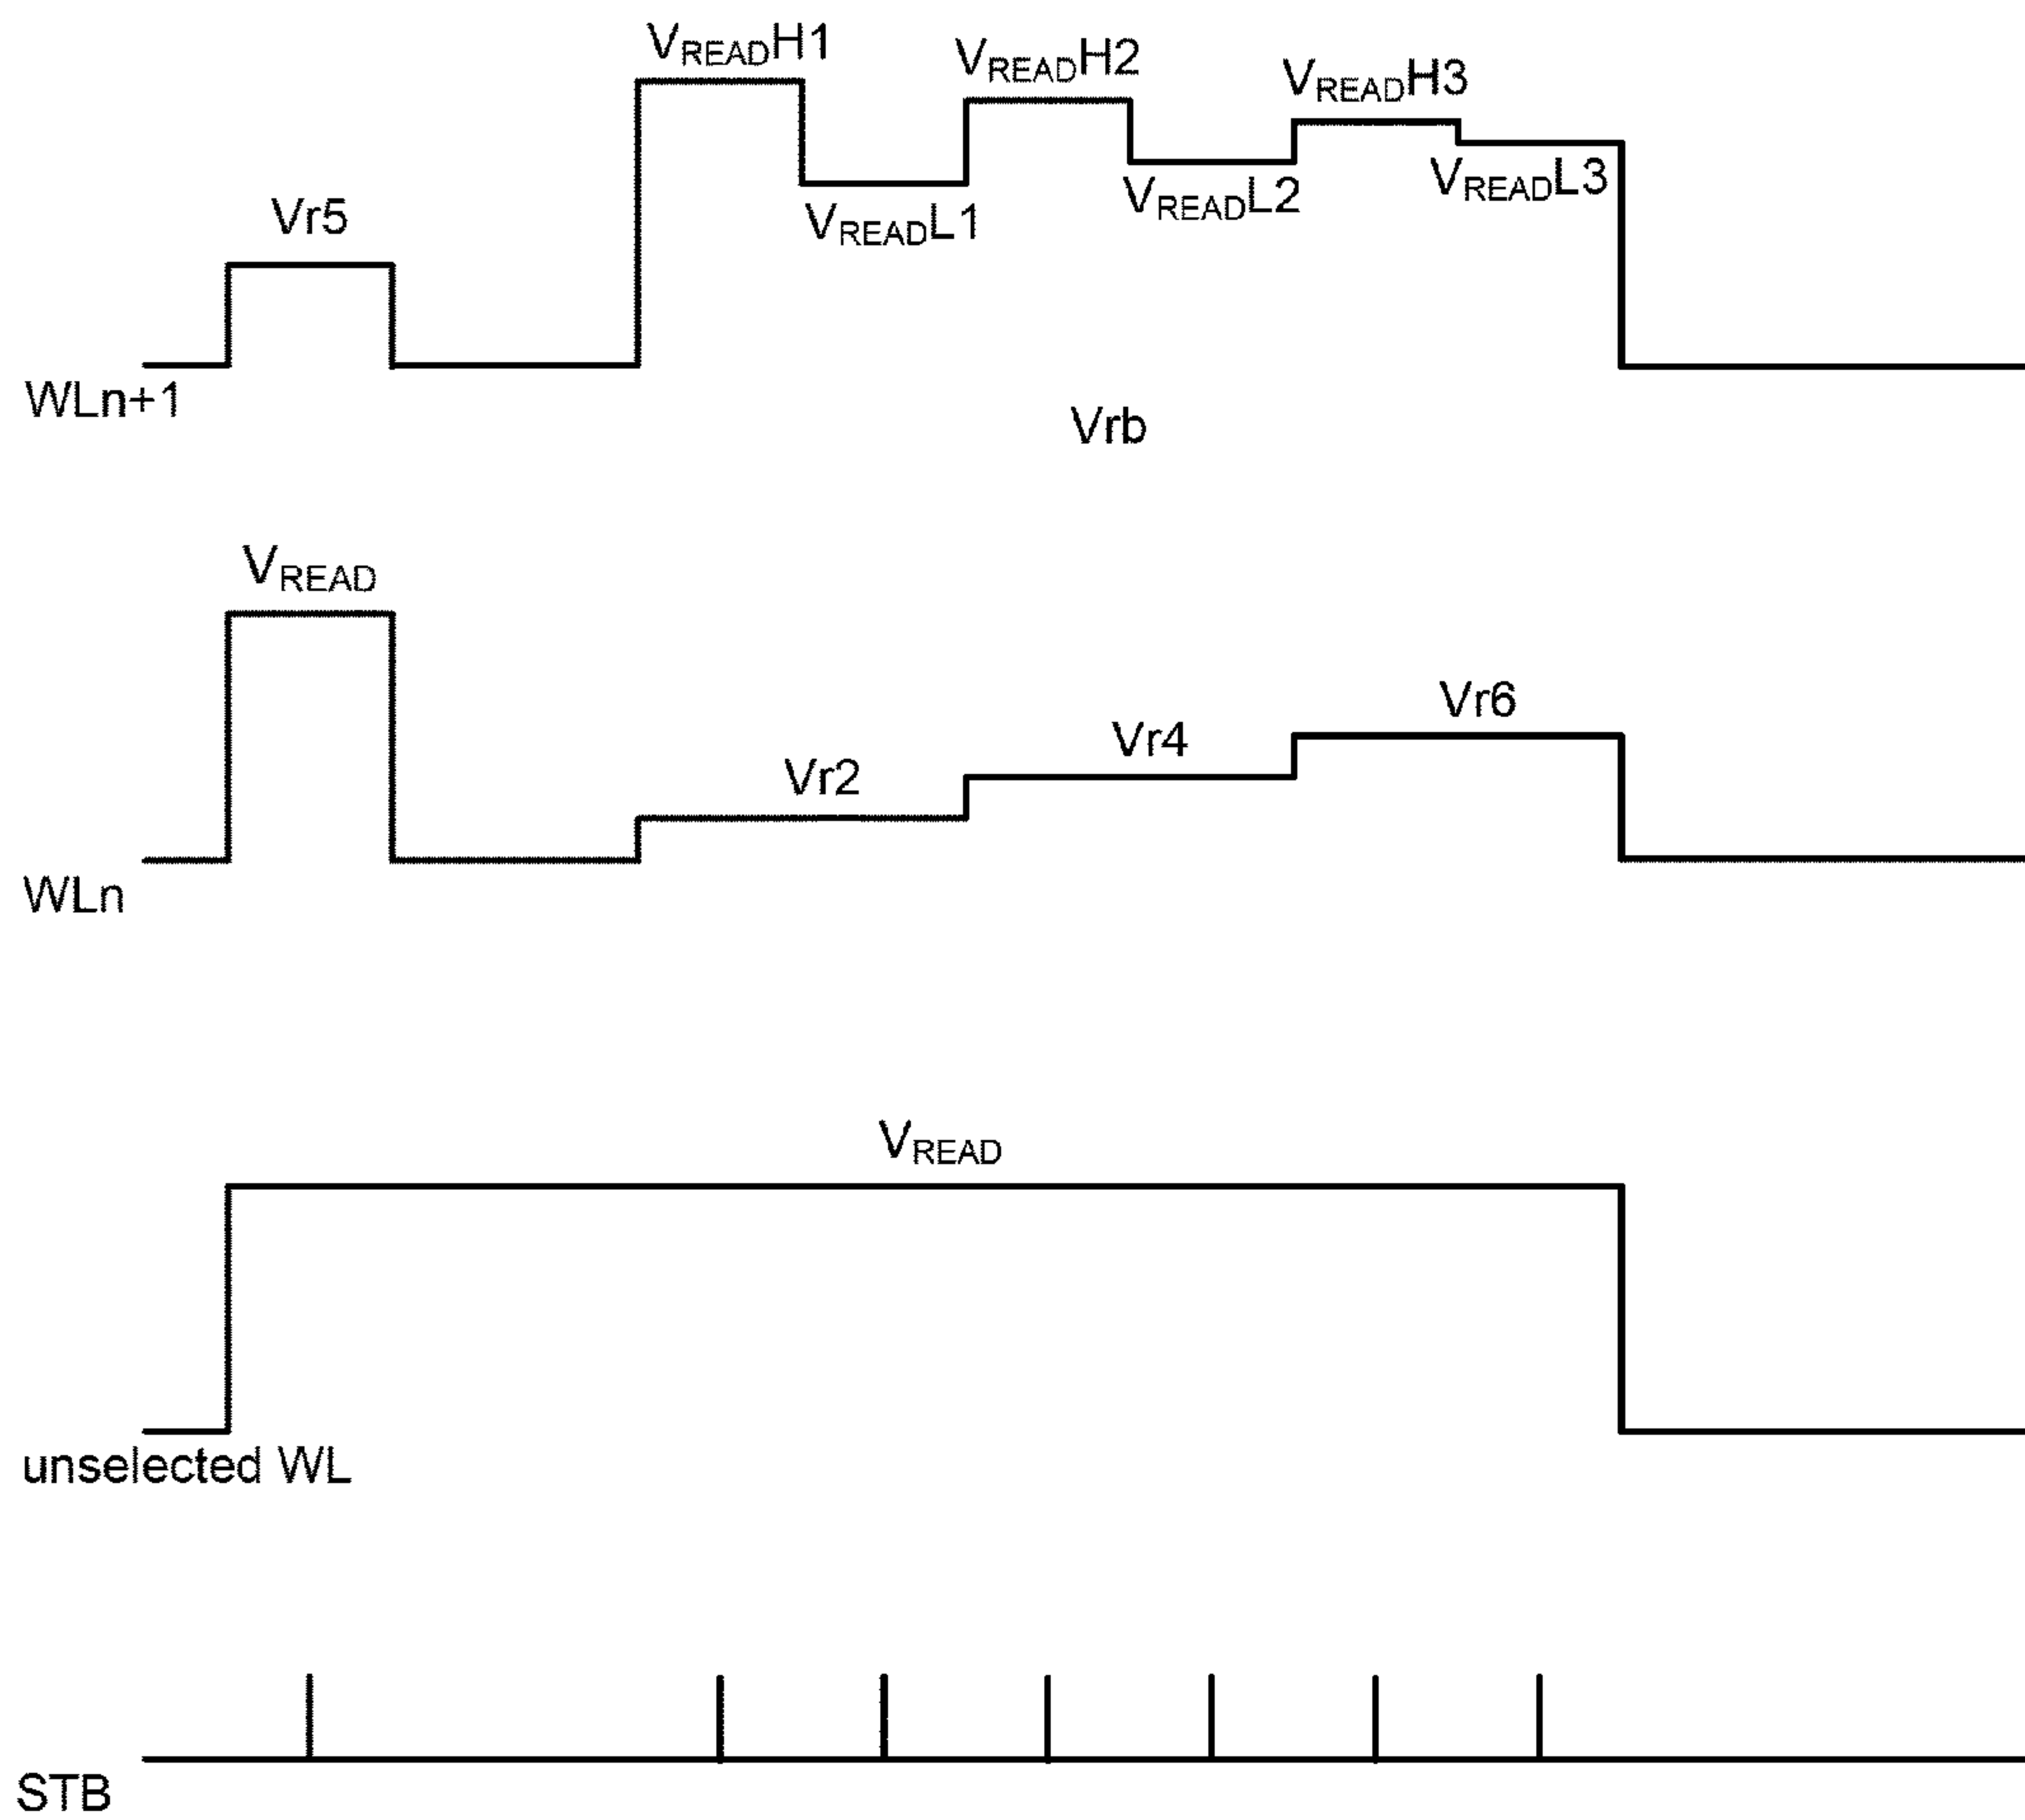 VREADH1
VREADH2
VREADH3
VREADL3
VREADL2
VREADL1
Vr5
WLn+1
Vrb
VREAD
Vr6
Vr4
Vr2
WLn
VREAD
unselected WL
STB